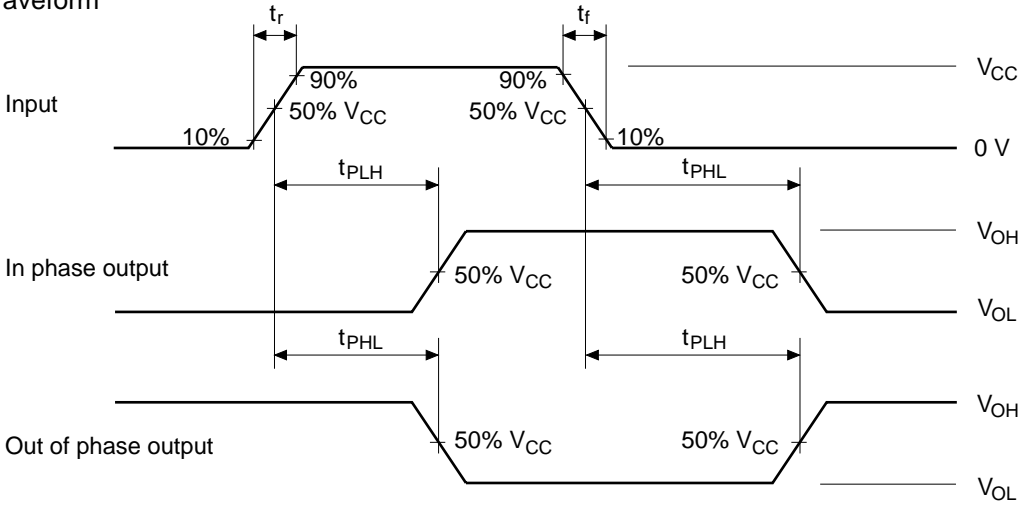 aveform
tr
tf
90%
90%
VCC
Input
50% VCC
50% VCC
10%
10%
0 V
tPLH
tPHL
VOH
In phase output
50% VCC
50% VCC
VOL
tPHL
tPLH
VOH
Out of phase output
50% VCC
50% VCC
VOL